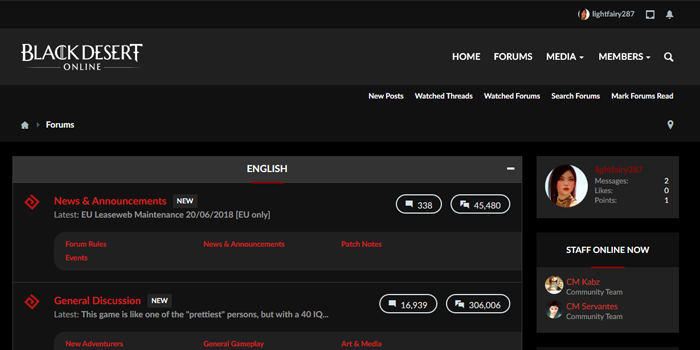 lightfairy287
BLACK DESERT
ONLINE
HOME FORUMS MEDIA MEMBERS
New Posts Watched Threads Watched Forums Search Forums Mark Forums Read
Forums
ENGLISH
News & Announcements NEW
Latest: EU Leaseweb Maintenance 20/06/2018 [EU only]
338 45,480
Forum Rules News & Announcements Patch Notes
Events
General Discussion NEW
Latest: This game is like one of the "prettiest" persons, but with a 40 IQ...
16,939 306,006
New Adventurers General Gameplay Art & Media
lightfairy287
Messages: 2
Likes: 0
Points: 1
STAFF ONLINE NOW
CM Kabz
Community Team
CM Servantes
Community Team